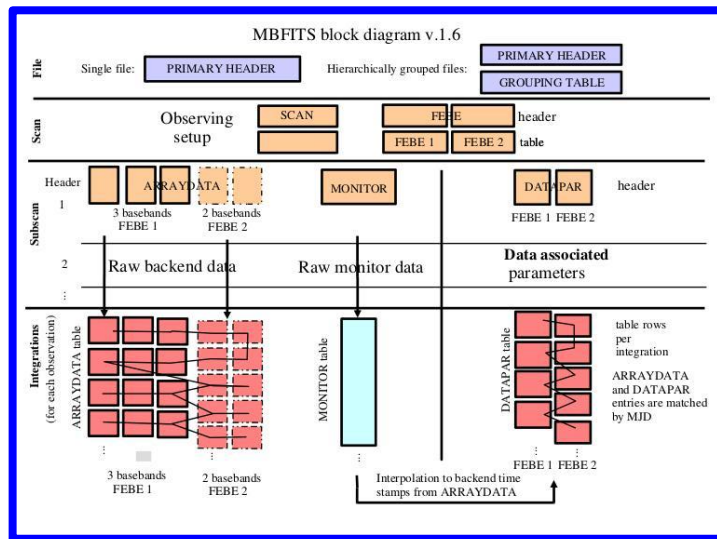 MBFITS block diagram v.1.6
File
Single file:
PRIMARY HEADER
Hierarchically grouped files:
PRIMARY HEADER
GROUPING TABLE
Scan
Observing
setup
SCAN
FEBE
header
FEBE 1
FEBE 2
table
Subscan
Header
1
ARRAYDATA
3 basebands
FEBE 1
2 basebands
FEBE 2
MONITOR
DATAPAR
FEBE 1
FEBE 2
header
2
Raw backend data
Raw monitor data
Data associated
parameters
⋮
Integrations
(for each observation)
ARRAYDATA table
MONITOR table
DATAPAR table
table rows
per
integration
ARRAYDATA
and DATAPAR
entries are matched
by MJD
⋮
⋮
⋮
⋮
⋮
3 basebands
FEBE 1
2 basebands
FEBE 2
FEBE 1
FEBE 2
Interpolation to backend time
stamps from ARRAYDATA